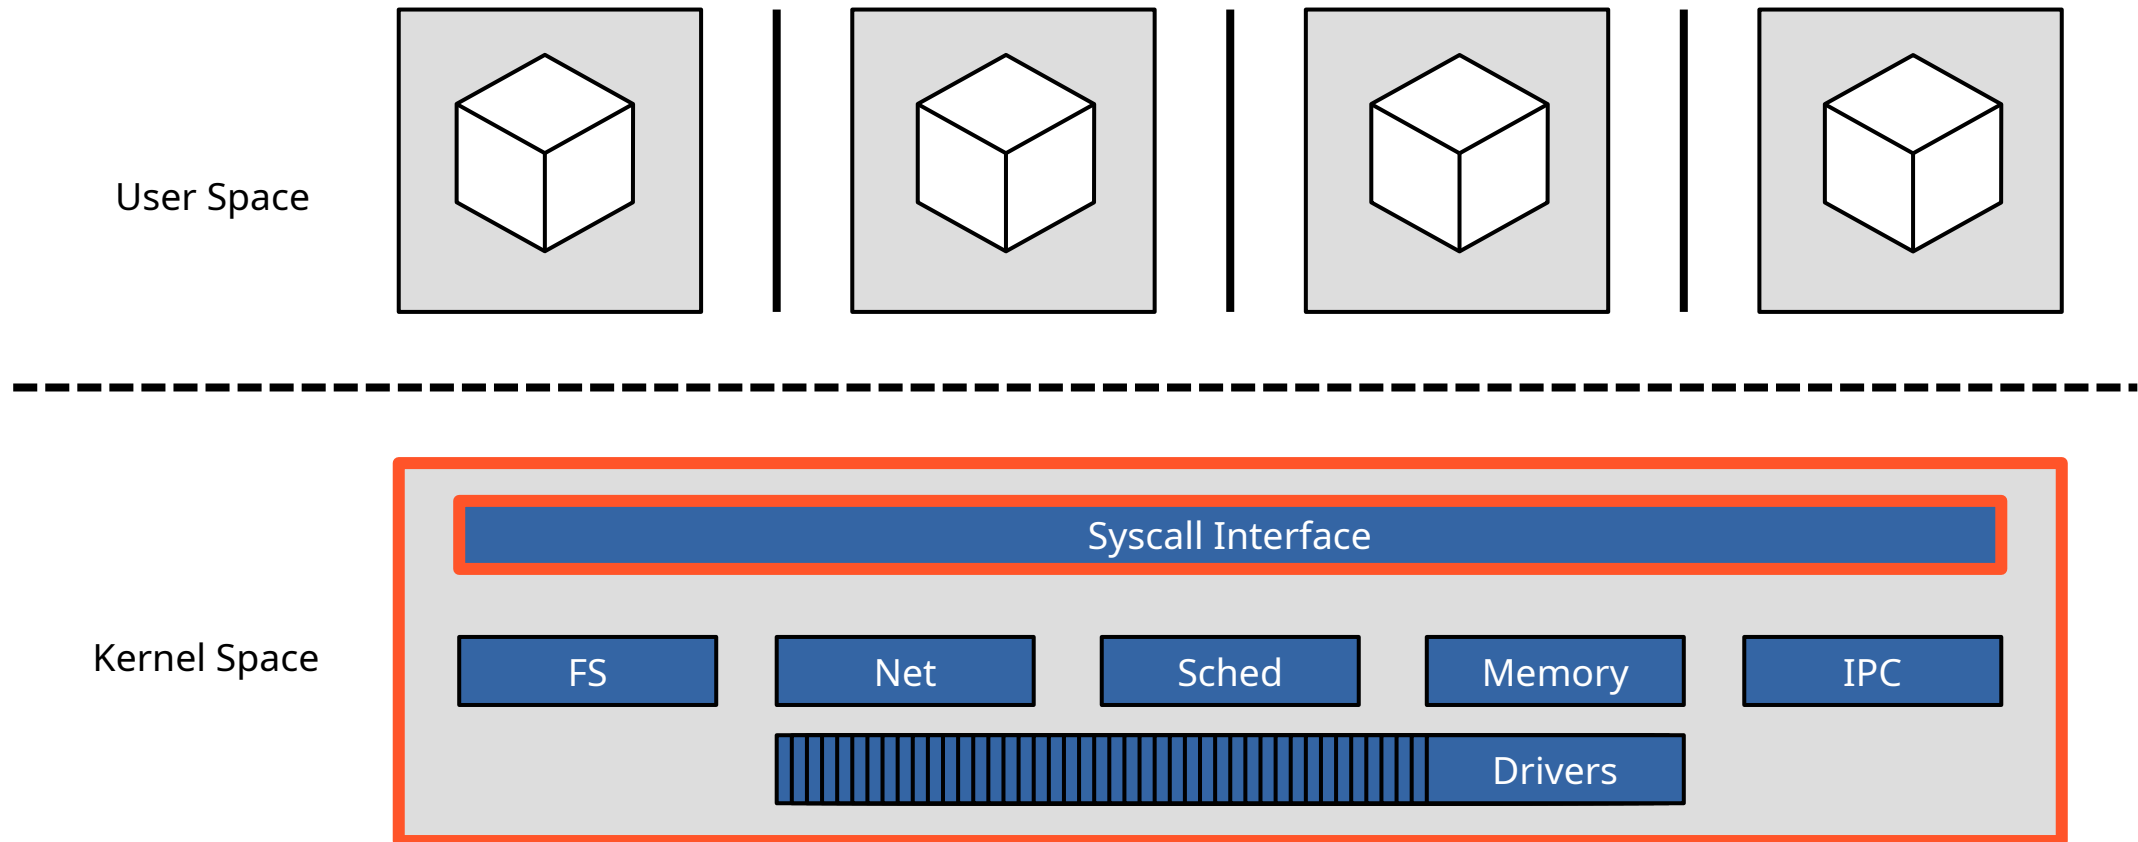 User Space
Syscall Interface
Kernel Space
FS
Net
Sched
Memory
IPC
Drivers